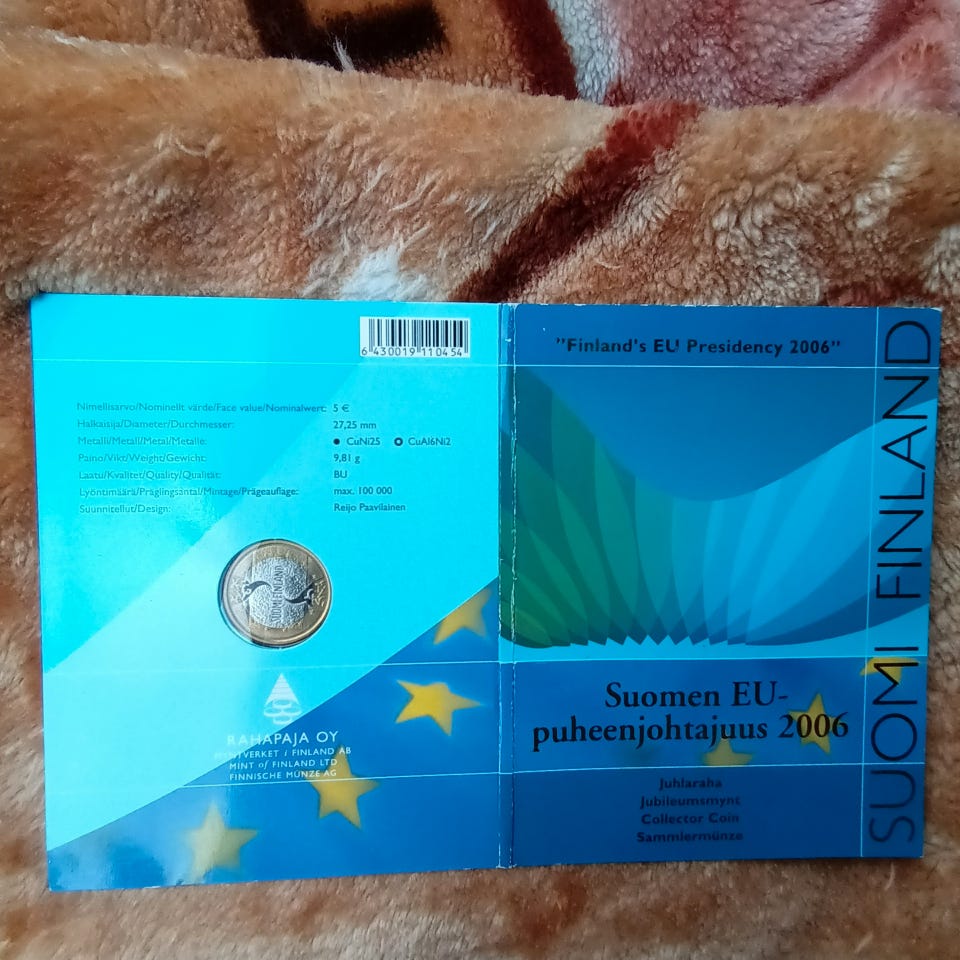 6 430019 110454
Nimellisarvo/Nominellt värde/Face value/Nominalwert: 5 €
Halkaisija/Diameter/Durchmesser: 27,25 mm
Metalli/Metall/Metal/Metalle: ● CuNi25 ○ CuAl6Ni2
Paino/Vikt/Weight/Gewicht: 9,81 g
Laatu/Kvalitet/Quality/Qualität: BU
Lyöntimäärä/Präglingsantal/Mintage/Prägeauflage: max. 100 000
Suunnitellut/Design: Reijo Paavilainen
SUOMI FINLAND
RAHAPAJA OY
MYNTVERKET i FINLAND AB
MINT of FINLAND LTD
FINNISCHE MÜNZE AG
"Finland's EU Presidency 2006"
Suomen EU-
puheenjohtajuus 2006
Juhlaraha
Jubileumsmynt
Collector Coin
Sammlermünze
SUOMI FINLAND